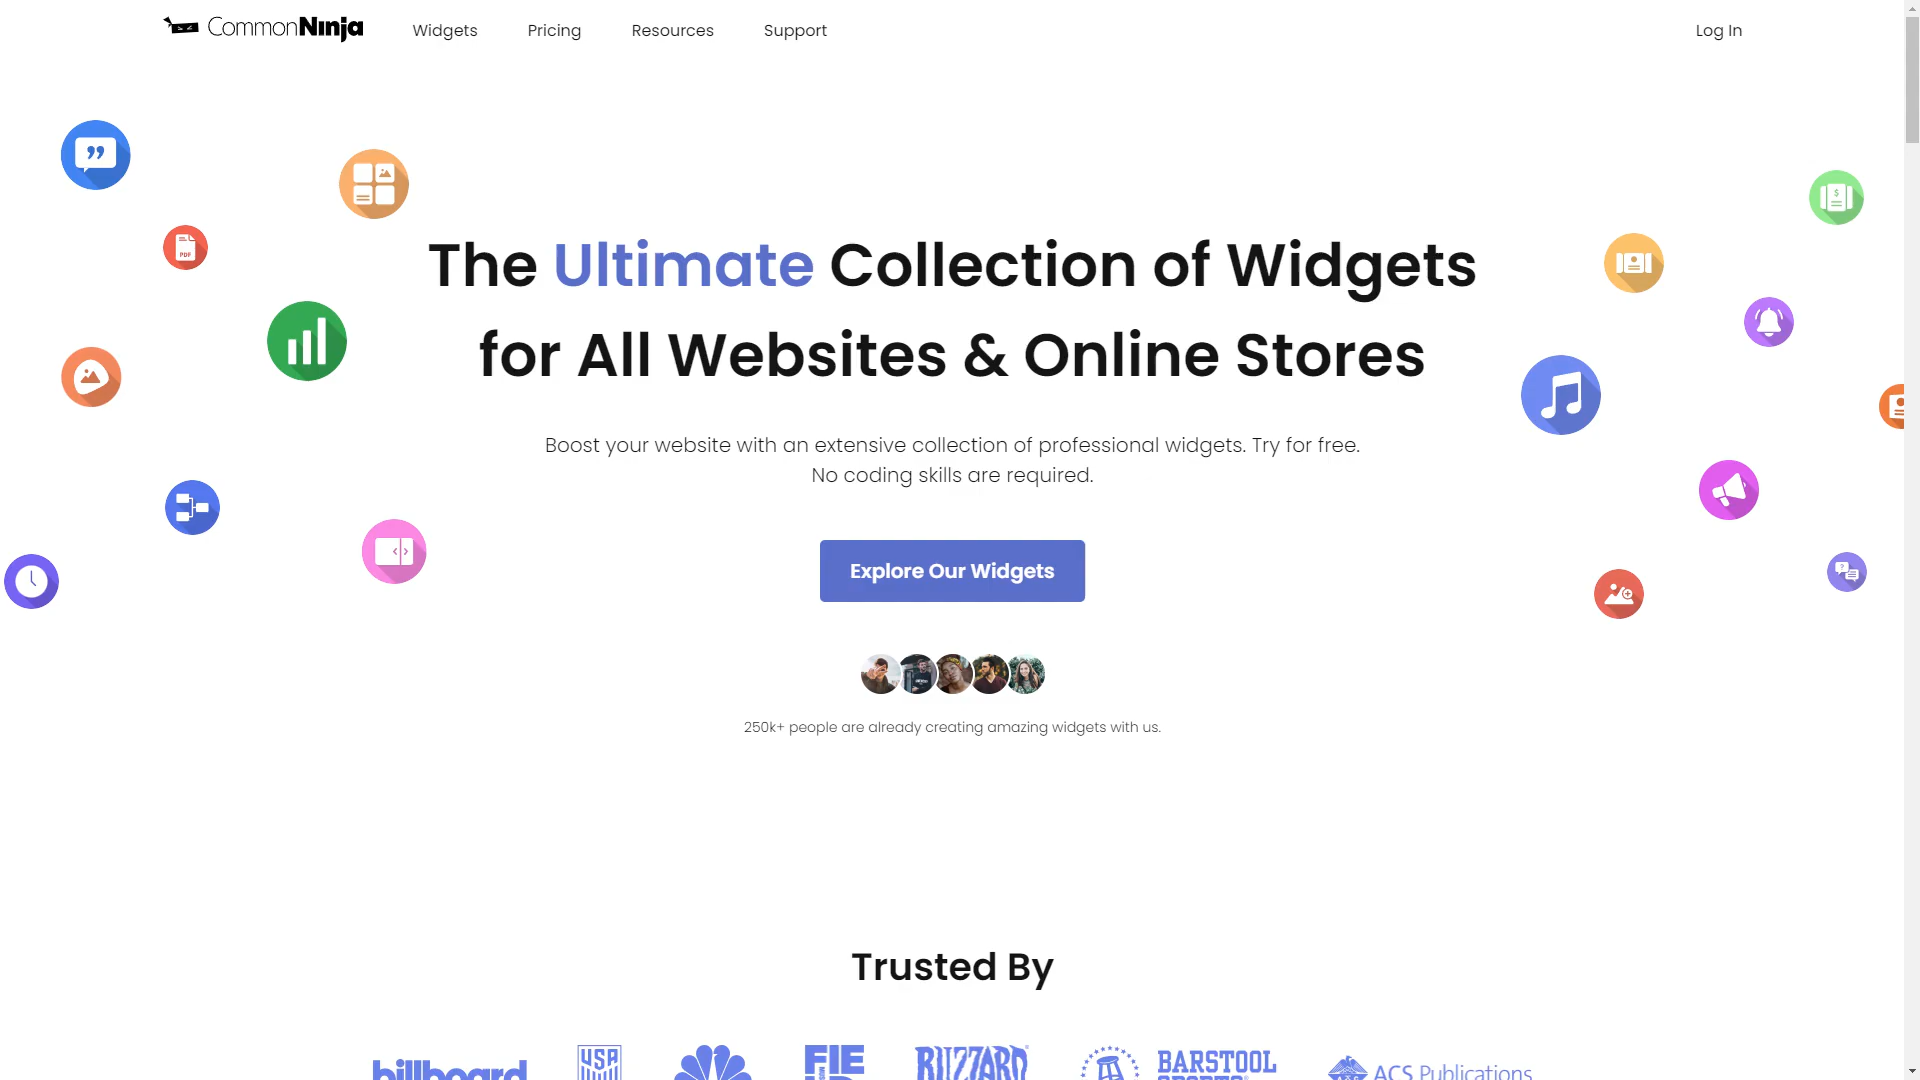 CommonNinja
Widgets
Pricing
Resources
Support
Log In
The Ultimate Collection of Widgets
for All Websites & Online Stores
Boost your website with an extensive collection of professional widgets. Try for free.
No coding skills are required.
Explore Our Widgets
250k+ people are already creating amazing widgets with us.
Trusted By
billboard
USA
BLIZZARD
BARSTOOL
SPORTS
ACS Publications
PDF